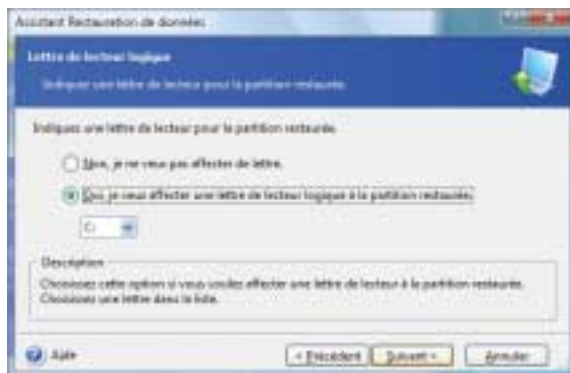 Assistant Restauration de données
Lettre de lecteur logique
Indiquez une lettre de lecteur pour la partition restaurée.
Indiquez une lettre de lecteur pour la partition restaurée.
Non, je ne veux pas affecter de lettre.
Oui, je veux affecter une lettre de lecteur logique à la partition restaurée.
C:
Description
Choisissez cette option si vous voulez affecter une lettre de lecteur à la partition restaurée.
Choisissez une lettre dans la liste.
Aide
< Précédent
Suivant >
Annuler